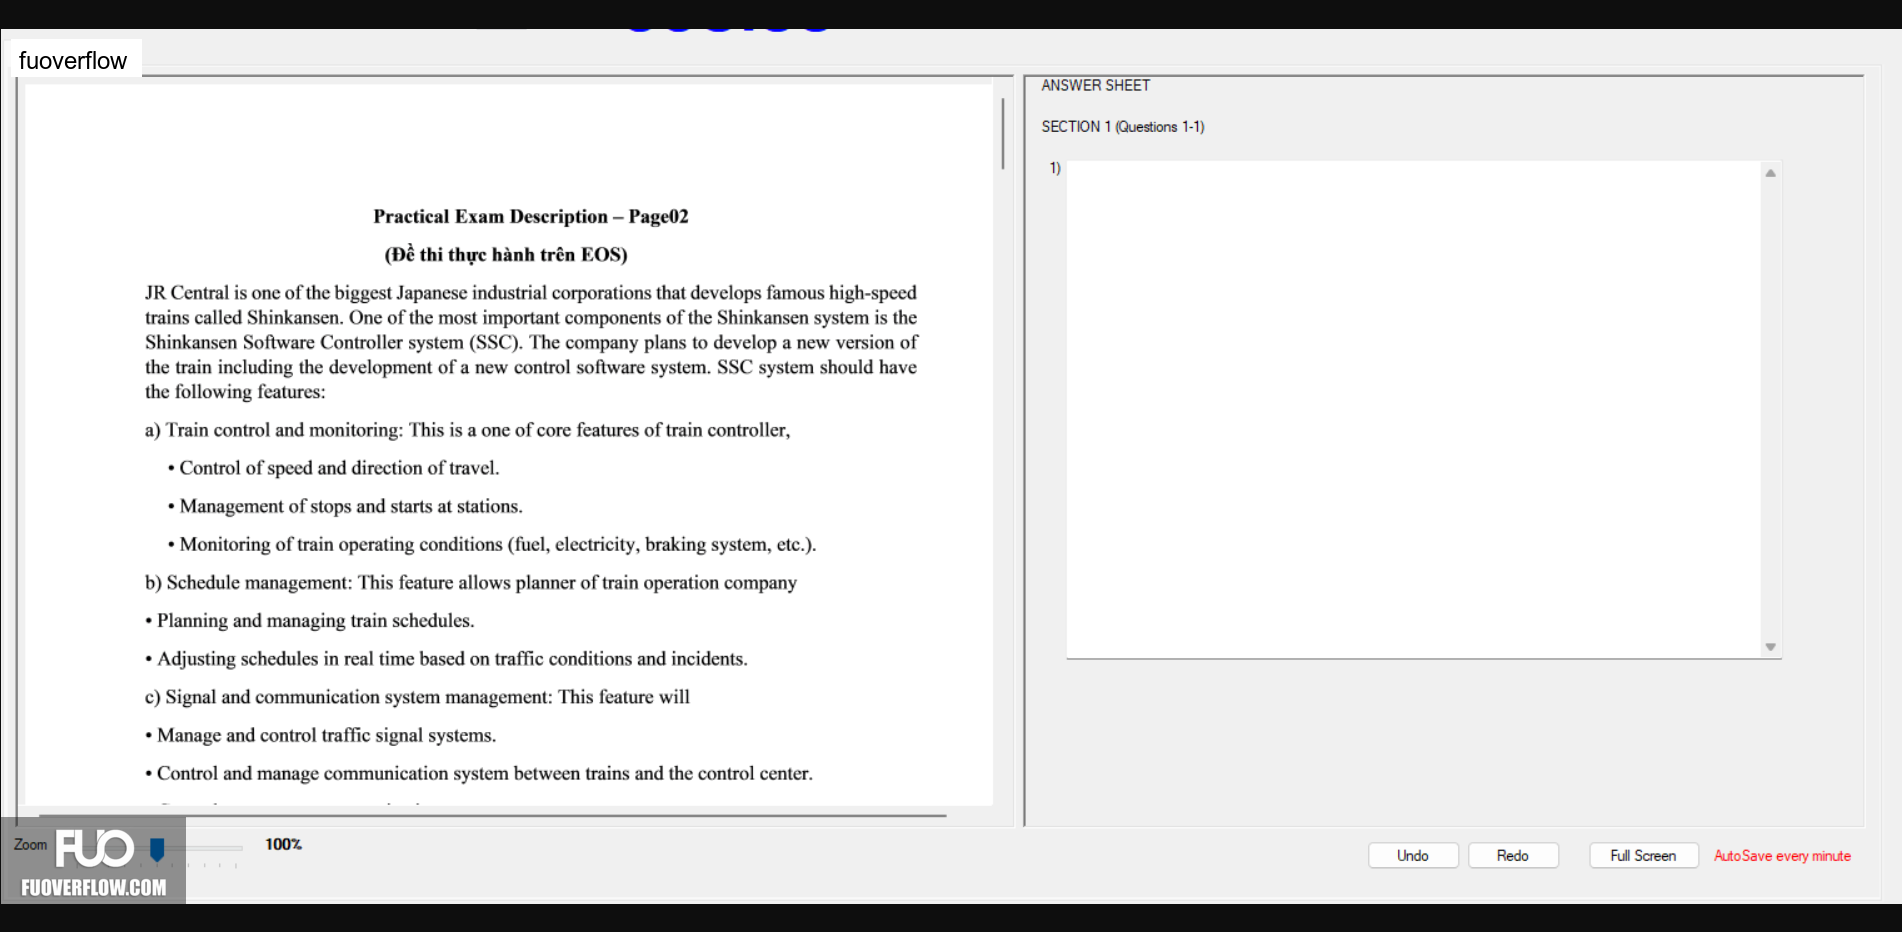 fuoverflow
Practical Exam Description – Page02
(Đề thi thực hành trên EOS)
JR Central is one of the biggest Japanese industrial corporations that develops famous high-speed
trains called Shinkansen. One of the most important components of the Shinkansen system is the
Shinkansen Software Controller system (SSC). The company plans to develop a new version of
the train including the development of a new control software system. SSC system should have
the following features:
a) Train control and monitoring: This is a one of core features of train controller,
• Control of speed and direction of travel.
• Management of stops and starts at stations.
• Monitoring of train operating conditions (fuel, electricity, braking system, etc.).
b) Schedule management: This feature allows planner of train operation company
• Planning and managing train schedules.
• Adjusting schedules in real time based on traffic conditions and incidents.
c) Signal and communication system management: This feature will
• Manage and control traffic signal systems.
• Control and manage communication system between trains and the control center.
ANSWER SHEET
SECTION 1 (Questions 1-1)
1)
Zoom
100%
FUO
FUOVERFLOW.COM
Undo
Redo
Full Screen
AutoSave every minute